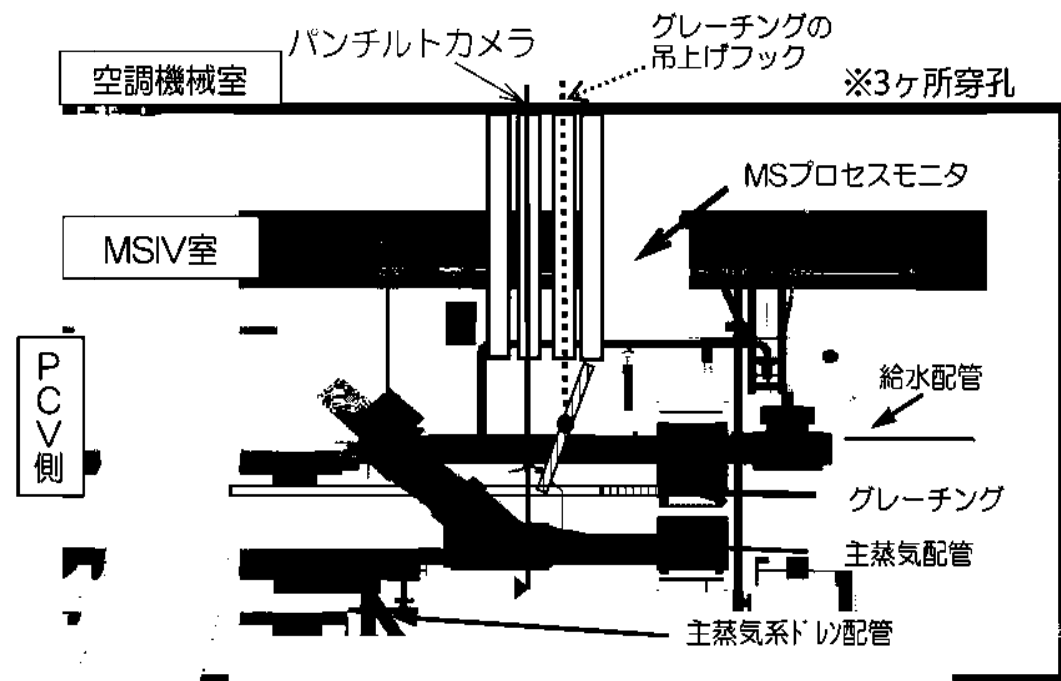 パンチルトカメラ
グレーチングの
吊上げフック
空調機械室
※3ヶ所穿孔
MSプロセスモニタ
MSIV室
PCV側
給水配管
グレーチング
主蒸気配管
主蒸気系ドレン配管